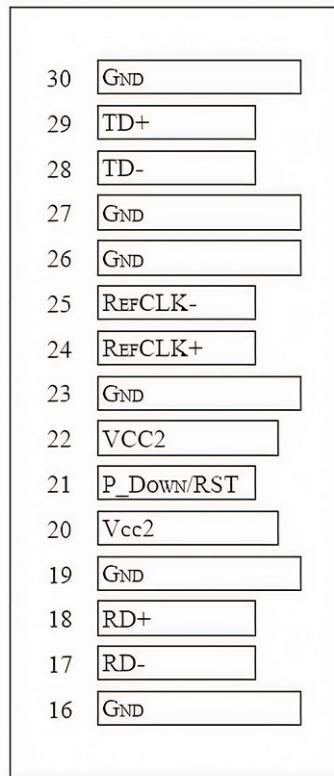 30 GND
29 TD+
28 TD-
27 GND
26 GND
25 REFCLK-
24 REFCLK+
23 GND
22 VCC2
21 P_DOWN/RST
20 Vcc2
19 GND
18 RD+
17 RD-
16 GND